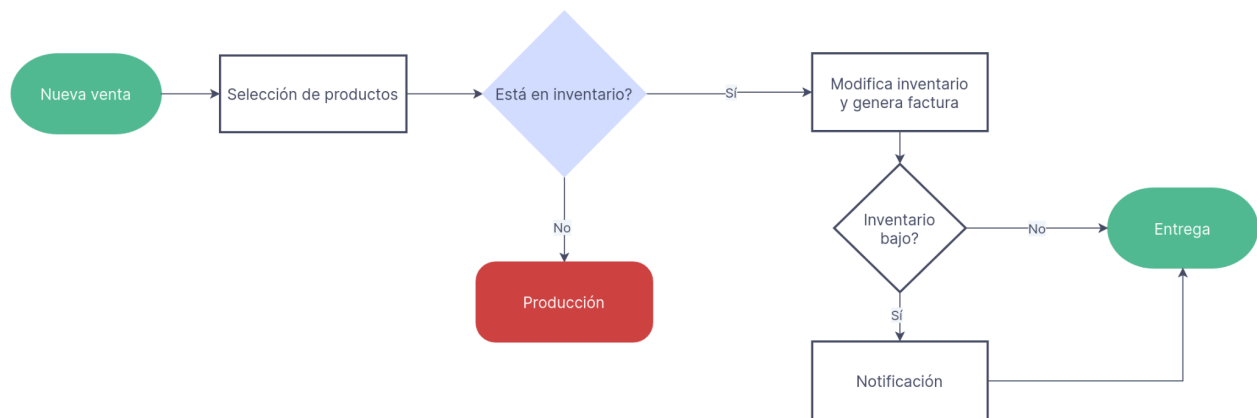 Nueva venta
Selección de productos
Está en inventario?
Sí
Modifica inventario
y genera factura
No
Producción
Inventario
bajo?
No
Entrega
Sí
Notificación